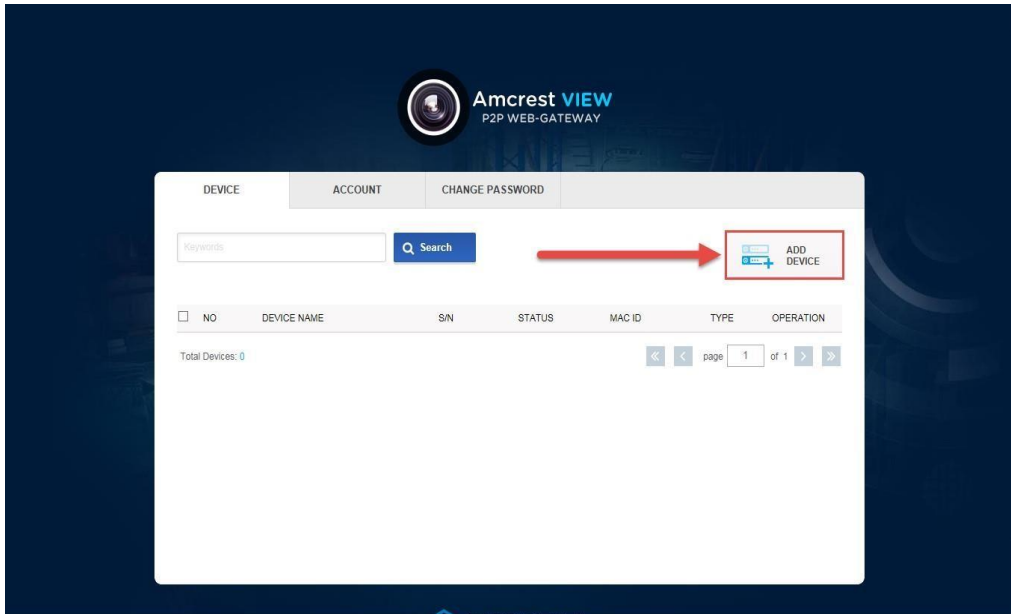 Amcrest VIEW
P2P WEB-GATEWAY
DEVICE ACCOUNT CHANGE PASSWORD
Keywords Search ADD DEVICE
NO DEVICE NAME S/N STATUS MAC ID TYPE OPERATION
Total Devices: 0 page 1 of 1